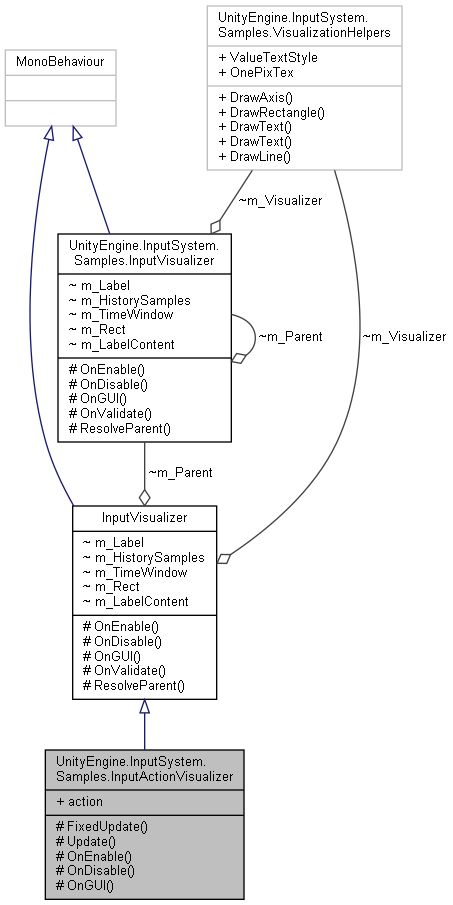 UnityEngine.InputSystem.
Samples.VisualizationHelpers
+ ValueTextStyle
+ OnePixTex
+ DrawAxis()
+ DrawRectangle()
+ DrawText()
+ DrawText()
+ DrawLine()
MonoBehaviour
~m_Visualizer
UnityEngine.InputSystem.
Samples.InputVisualizer
~ m_Label
~ m_HistorySamples
~ m_TimeWindow
~ m_Rect
~ m_LabelContent
# OnEnable()
# OnDisable()
# OnGUI()
# OnValidate()
# ResolveParent()
~m_Parent
~m_Visualizer
~m_Parent
InputVisualizer
~ m_Label
~ m_HistorySamples
~ m_TimeWindow
~ m_Rect
~ m_LabelContent
# OnEnable()
# OnDisable()
# OnGUI()
# OnValidate()
# ResolveParent()
UnityEngine.InputSystem.
Samples.InputActionVisualizer
+ action
# FixedUpdate()
# Update()
# OnEnable()
# OnDisable()
# OnGUI()